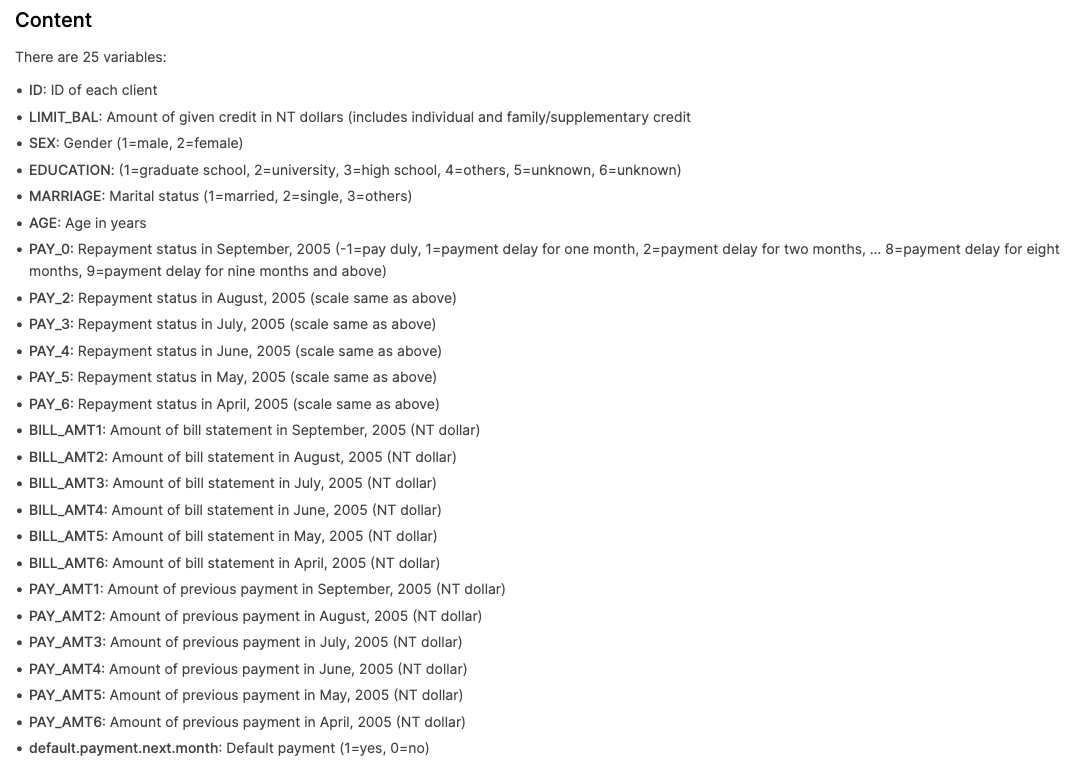 Content
There are 25 variables:
• ID: ID of each client
• LIMIT_BAL: Amount of given credit in NT dollars (includes individual and family/supplementary credit
• SEX: Gender (1=male, 2=female)
• EDUCATION: (1=graduate school, 2=university, 3=high school, 4=others, 5=unknown, 6=unknown)
• MARRIAGE: Marital status (1=married, 2=single, 3=others)
• AGE: Age in years
• PAY_0: Repayment status in September, 2005 (-1=pay duly, 1=payment delay for one month, 2=payment delay for two months, ... 8=payment delay for eight
months, 9=payment delay for nine months and above)
• PAY_2: Repayment status in August, 2005 (scale same as above)
• PAY_3: Repayment status in July, 2005 (scale same as above)
• PAY_4: Repayment status in June, 2005 (scale same as above)
• PAY_5: Repayment status in May, 2005 (scale same as above)
• PAY_6: Repayment status in April, 2005 (scale same as above)
• BILL_AMT1: Amount of bill statement in September, 2005 (NT dollar)
• BILL_AMT2: Amount of bill statement in August, 2005 (NT dollar)
• BILL_AMT3: Amount of bill statement in July, 2005 (NT dollar)
• BILL_AMT4: Amount of bill statement in June, 2005 (NT dollar)
• BILL_AMT5: Amount of bill statement in May, 2005 (NT dollar)
• BILL_AMT6: Amount of bill statement in April, 2005 (NT dollar)
• PAY_AMT1: Amount of previous payment in September, 2005 (NT dollar)
• PAY_AMT2: Amount of previous payment in August, 2005 (NT dollar)
• PAY_AMT3: Amount of previous payment in July, 2005 (NT dollar)
• PAY_AMT4: Amount of previous payment in June, 2005 (NT dollar)
• PAY_AMT5: Amount of previous payment in May, 2005 (NT dollar)
• PAY_AMT6: Amount of previous payment in April, 2005 (NT dollar)
• default.payment.next.month: Default payment (1=yes, 0=no)